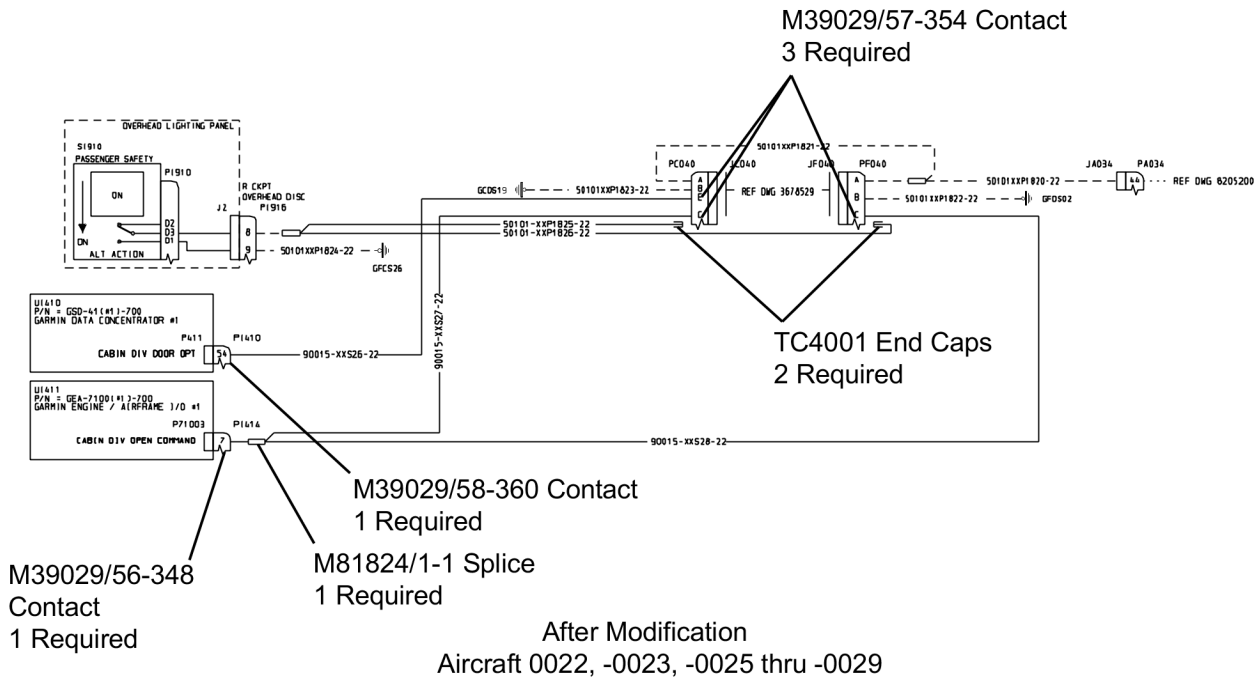 M39029/57-354 Contact
3 Required
OVERHEAD LIGHTING PANEL
S1910
PASSENGER SAFETY
P1910
ON
D2
D3
D1
ON
ALT ACTION
J2
R CKPT
OVERHEAD DISC
P1916
8
9
50101XXP1824-22
GFCS26
50101XXP1821-22
PC040
JC040
JF040
PF040
GCDS19
50101XXP1823-22
A
B
E
C
REF DWG 3678529
A
B
C
50101XXP1820-22
50101XXP1822-22
GFDS02
JA034
PA034
44
REF DWG 8205200
50101-XXP1825-22
50101-XXP1826-22
U1410
P/N = GSD-41(#1)-700
GARMIN DATA CONCENTRATOR #1
P411
P1410
CABIN DIV DOOR OPT
54
90015-XXS26-22
90015-XXS27-22
U1411
P/N = GEA-7100(#1)-700
GARMIN ENGINE / AIRFRAME I/O #1
P71003
P1414
CABIN DIV OPEN COMMAND
7
90015-XXS28-22
TC4001 End Caps
2 Required
M39029/58-360 Contact
1 Required
M81824/1-1 Splice
1 Required
M39029/56-348
Contact
1 Required
After Modification
Aircraft 0022, -0023, -0025 thru -0029